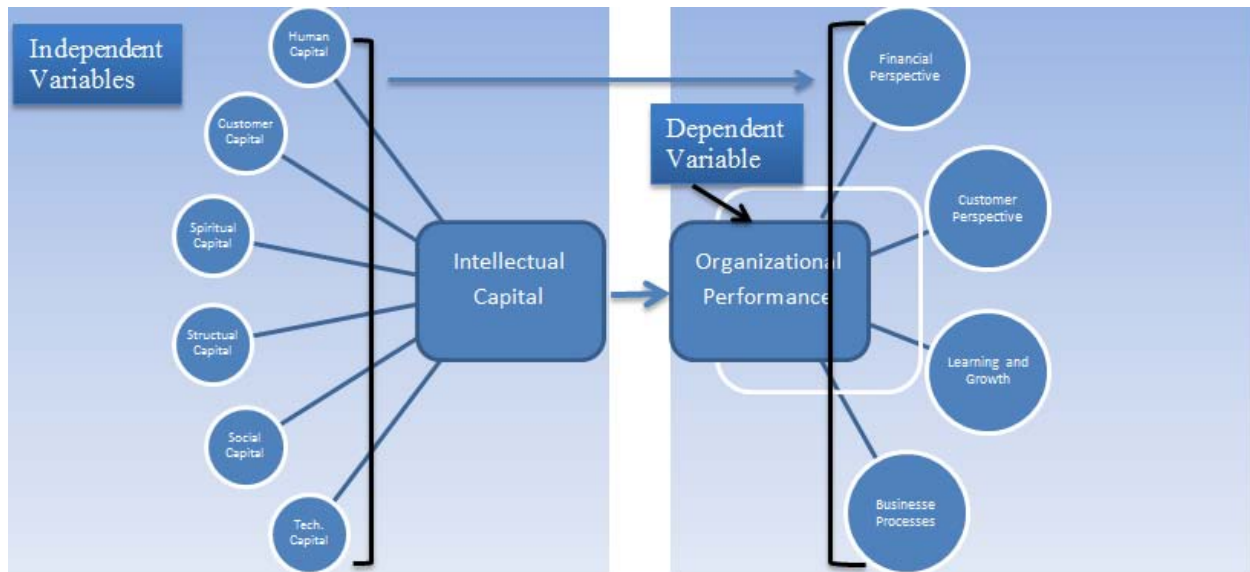 Independent
Variables
Human
Capital
Customer
Capital
Spiritual
Capital
Structual
Capital
Social
Capital
Tech.
Capital
Intellectual
Capital
Dependent
Variable
Organizational
Performance
Financial
Perspective
Customer
Perspective
Learning and
Growth
Businesse
Processes